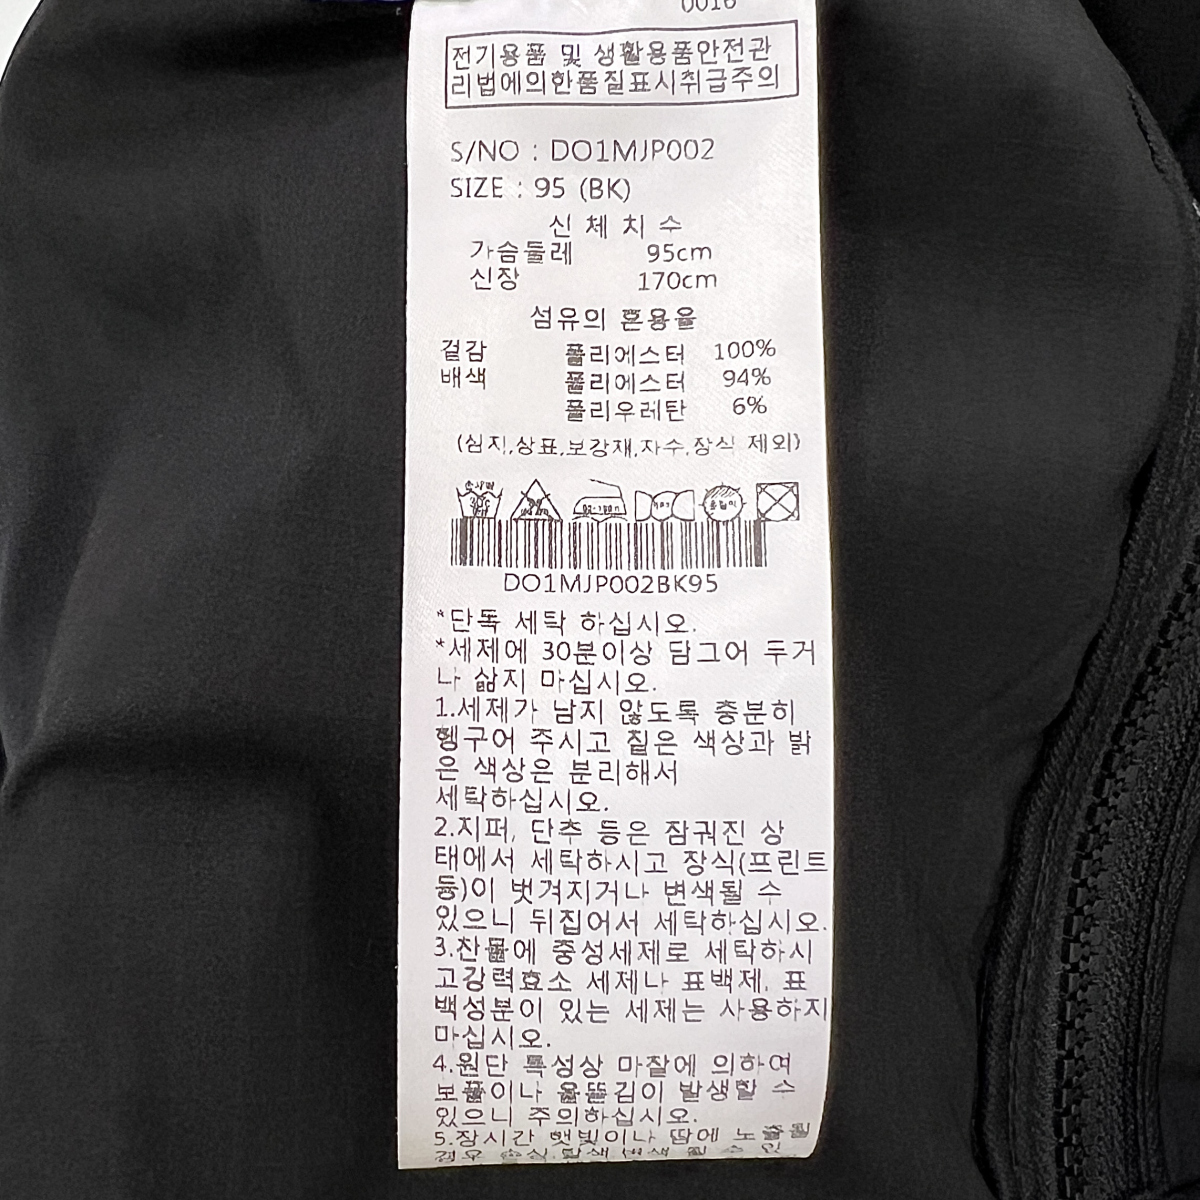 0016
전기용품 및 생활용품안전관
리법에의한품질표시취급주의
S/NO : DO1MJP002
SIZE : 95 (BK)
신 체 치 수
가슴둘레 95cm
신장 170cm
섬유의 혼용율
겉감 폴리에스터 100%
배색 폴리에스터 94%
폴리우레탄 6%
(심지,상표,보강재,자수,장식 제외)
DO1MJP002BK95
*단독 세탁 하십시오.
*세제에 30분이상 담그어 두거
나 삶지 마십시오.
1.세제가 남지 않도록 충분히
헹구어 주시고 짙은 색상과 밝
은 색상은 분리해서
세탁하십시오.
2.지퍼, 단추 등은 잠궈진 상
태에서 세탁하시고 장식(프린트
등)이 벗겨지거나 변색될 수
있으니 뒤집어서 세탁하십시오.
3.찬물에 중성세제로 세탁하시
고강력효소 세제나 표백제, 표
백성분이 있는 세제는 사용하지
마십시오.
4.원단 특성상 마찰에 의하여
보풀이나 올뜯김이 발생할 수
있으니 주의하십시오.
5.장시간 햇빛이나 땀에 노출될
경우 탈색 변색 될 수 있